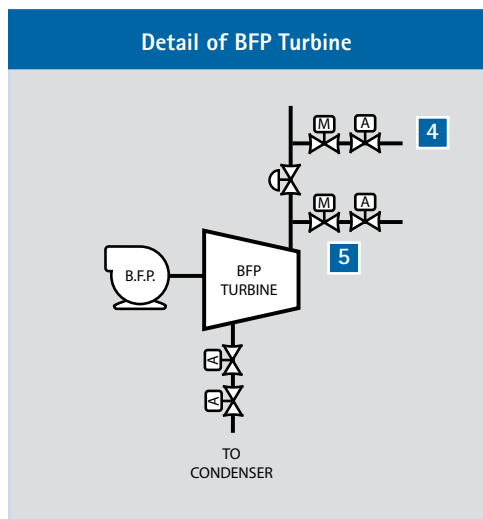 Detail of BFP Turbine
M A
4
M A
5
B.F.P.
BFP
TURBINE
A
A
TO
CONDENSER